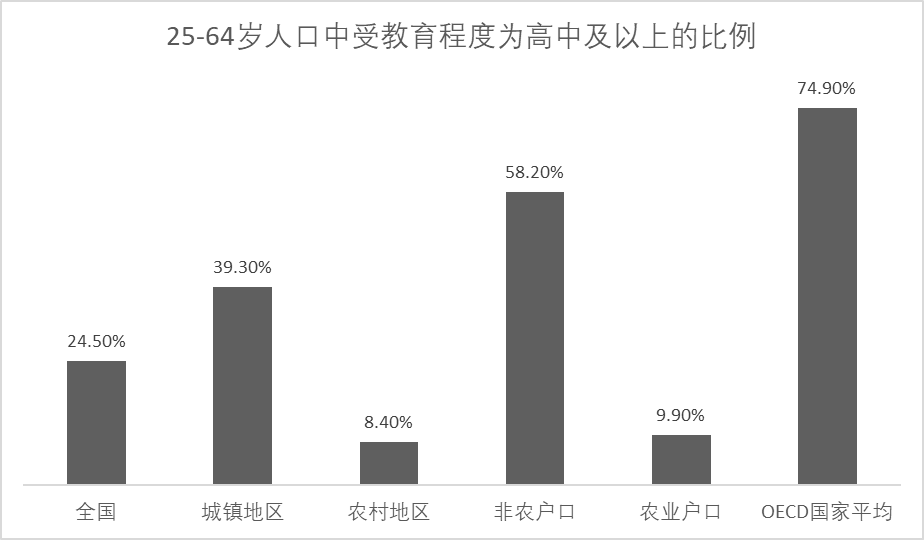 25-64岁人口中受教育程度为高中及以上的比例
74.90%
58.20%
39.30%
24.50%
8.40%
9.90%
全国
城镇地区
农村地区
非农户口
农业户口
OECD国家平均